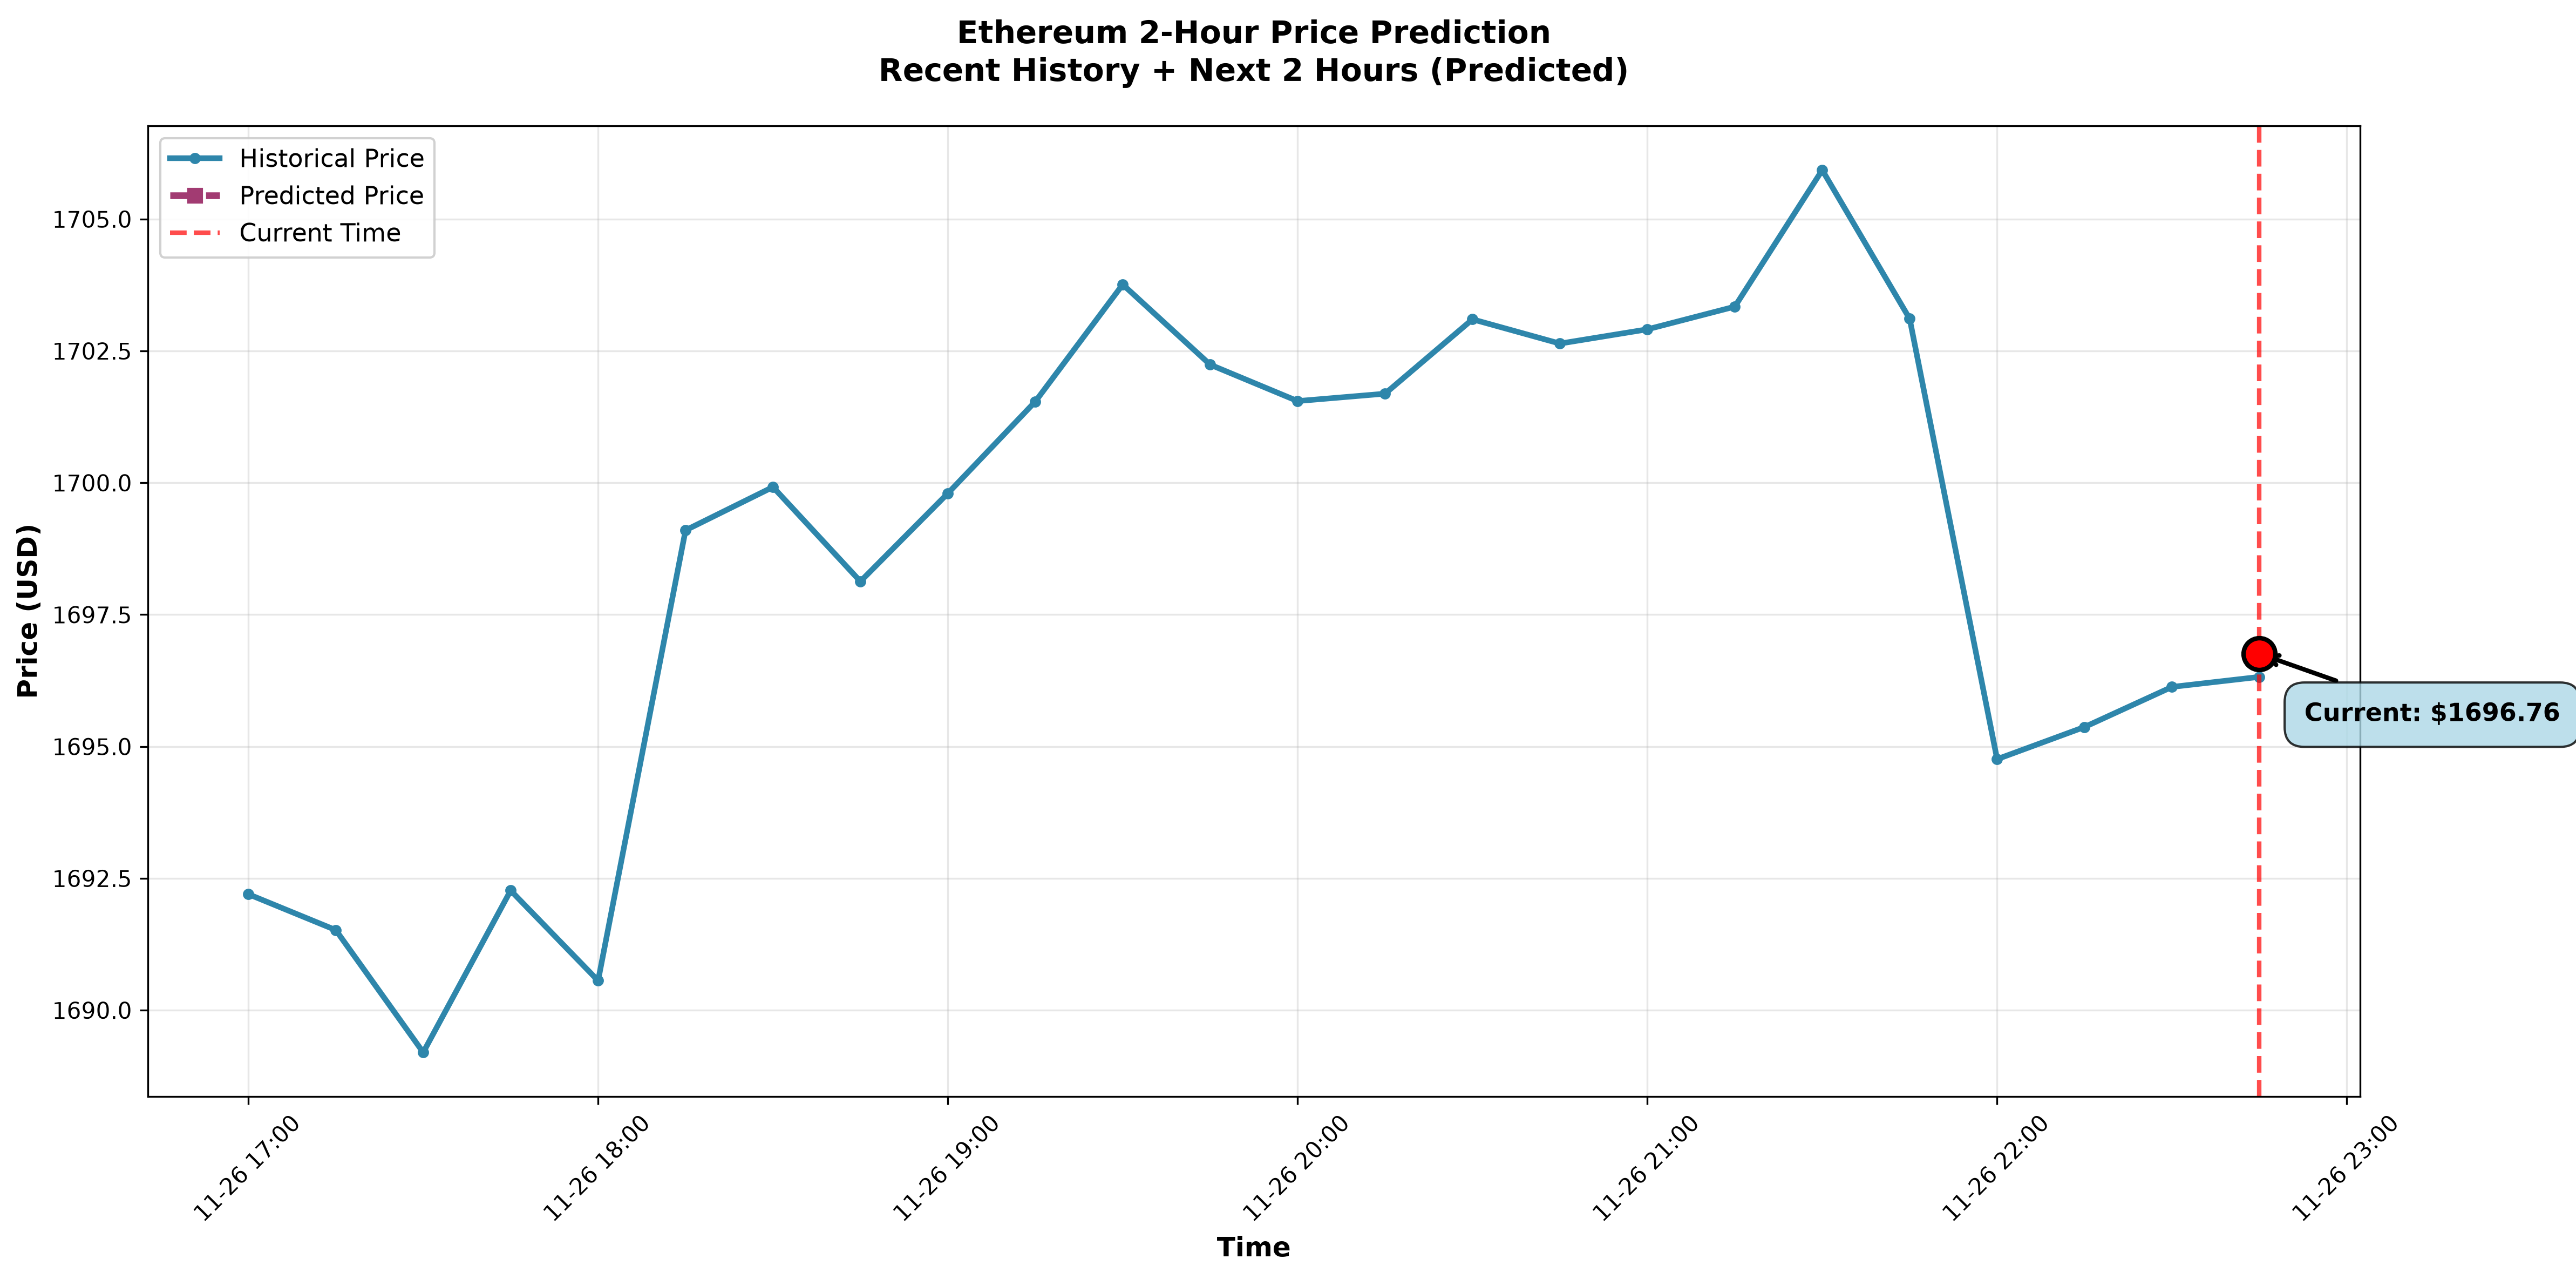 Ethereum 2-Hour Price Prediction
Recent History + Next 2 Hours (Predicted)
Historical Price
Predicted Price
Current Time
Price (USD)
1705.0
1702.5
1700.0
1697.5
1695.0
1692.5
1690.0
Current: $1696.76
11-26 17:00
11-26 18:00
11-26 19:00
11-26 20:00
11-26 21:00
11-26 22:00
11-26 23:00
Time